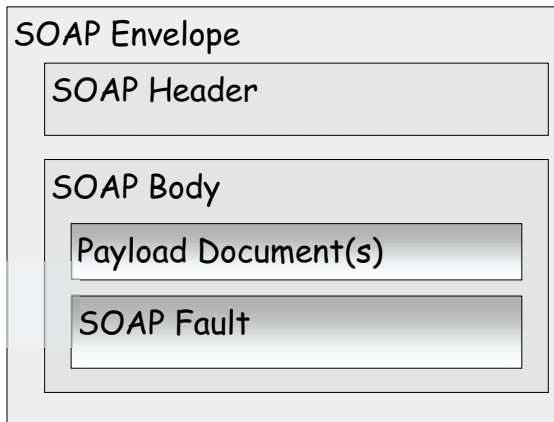 SOAP Envelope
SOAP Header
SOAP Body
Payload Document(s)
SOAP Fault